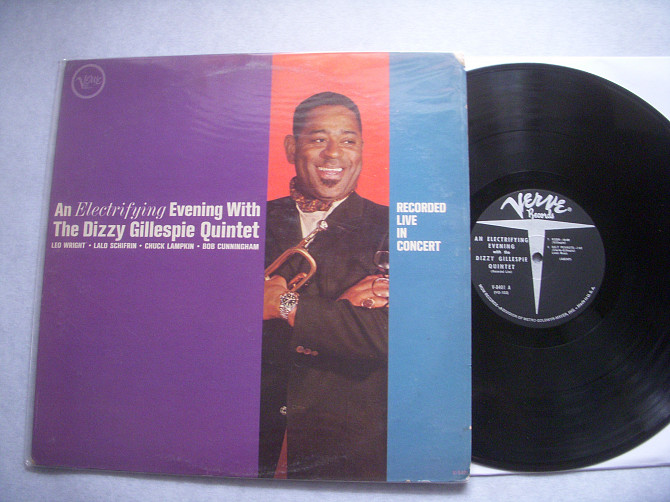 VERVE
An Electrifying Evening With
The Dizzy Gillespie Quintet
LEO WRIGHT · LALO SCHIFRIN · CHUCK LAMPKIN · BOB CUNNINGHAM
RECORDED
LIVE
IN
CONCERT
VERVE
Records
AN ELECTRIFYING
EVENING
with the
DIZZY GILLESPIE
QUINTET
V-8401 A